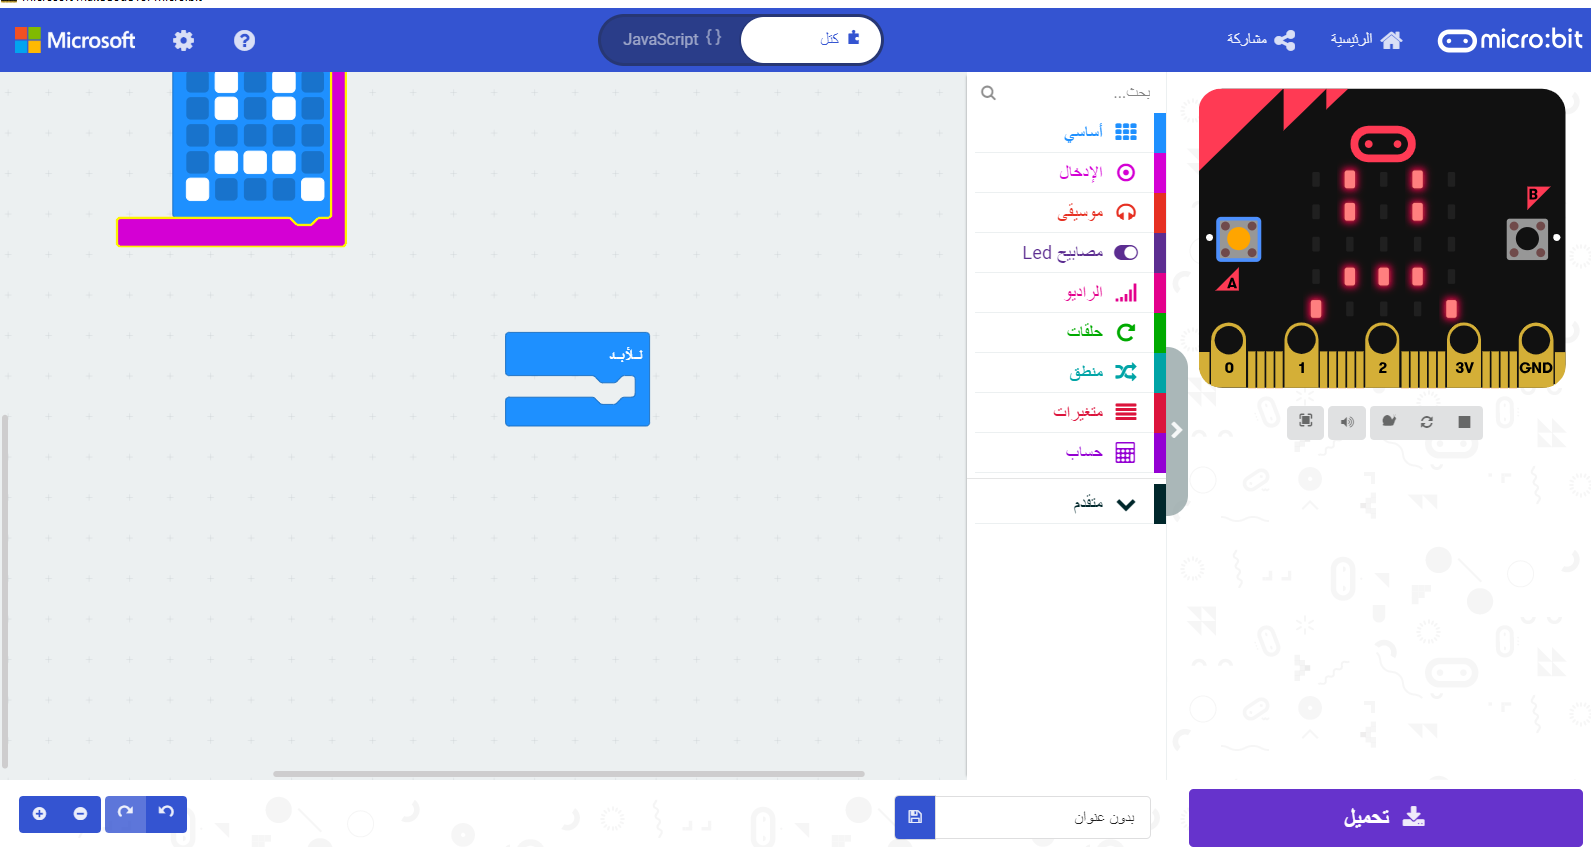 Microsoft
JavaScript {}
كتل
مشاركة
الرئيسية
micro:bit
بحث...
أساسي
الإدخال
موسيقى
مصابيح Led
الراديو
حلقات
منطق
متغيرات
حساب
متقدم
للأبد
B
A
0
1
2
3V
GND
بدون عنوان
تحميل